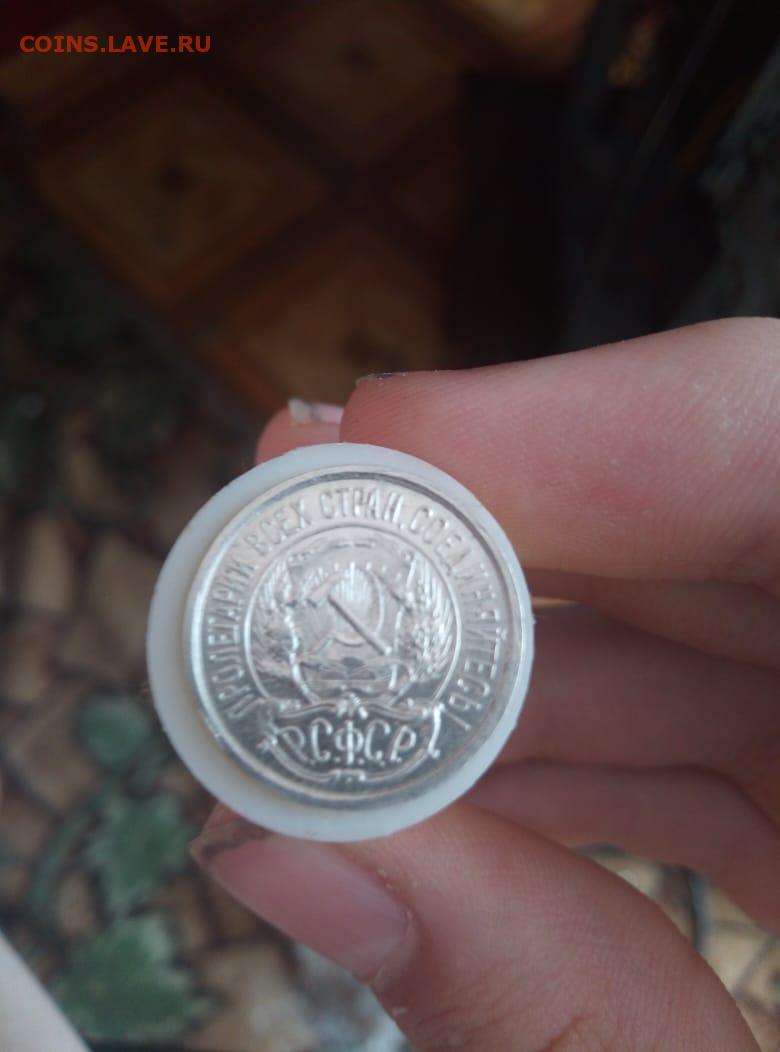 COINS.LAVE.RU
ПРОЛЕТАРИИ ВСЕХ СТРАН, СОЕДИНЯЙТЕСЬ!
Р.С.Ф.С.Р.